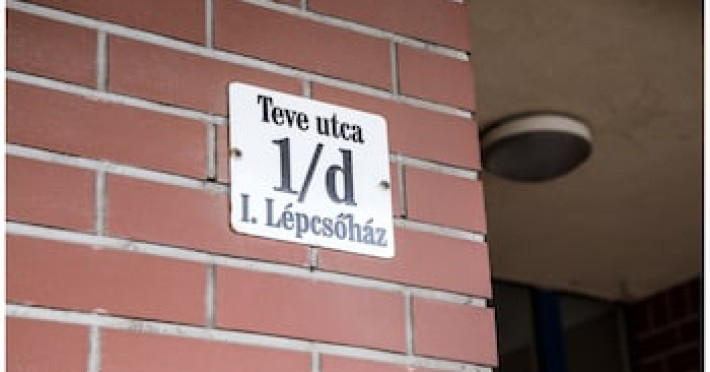 Teve utca
1/d
I. Lépcsőház